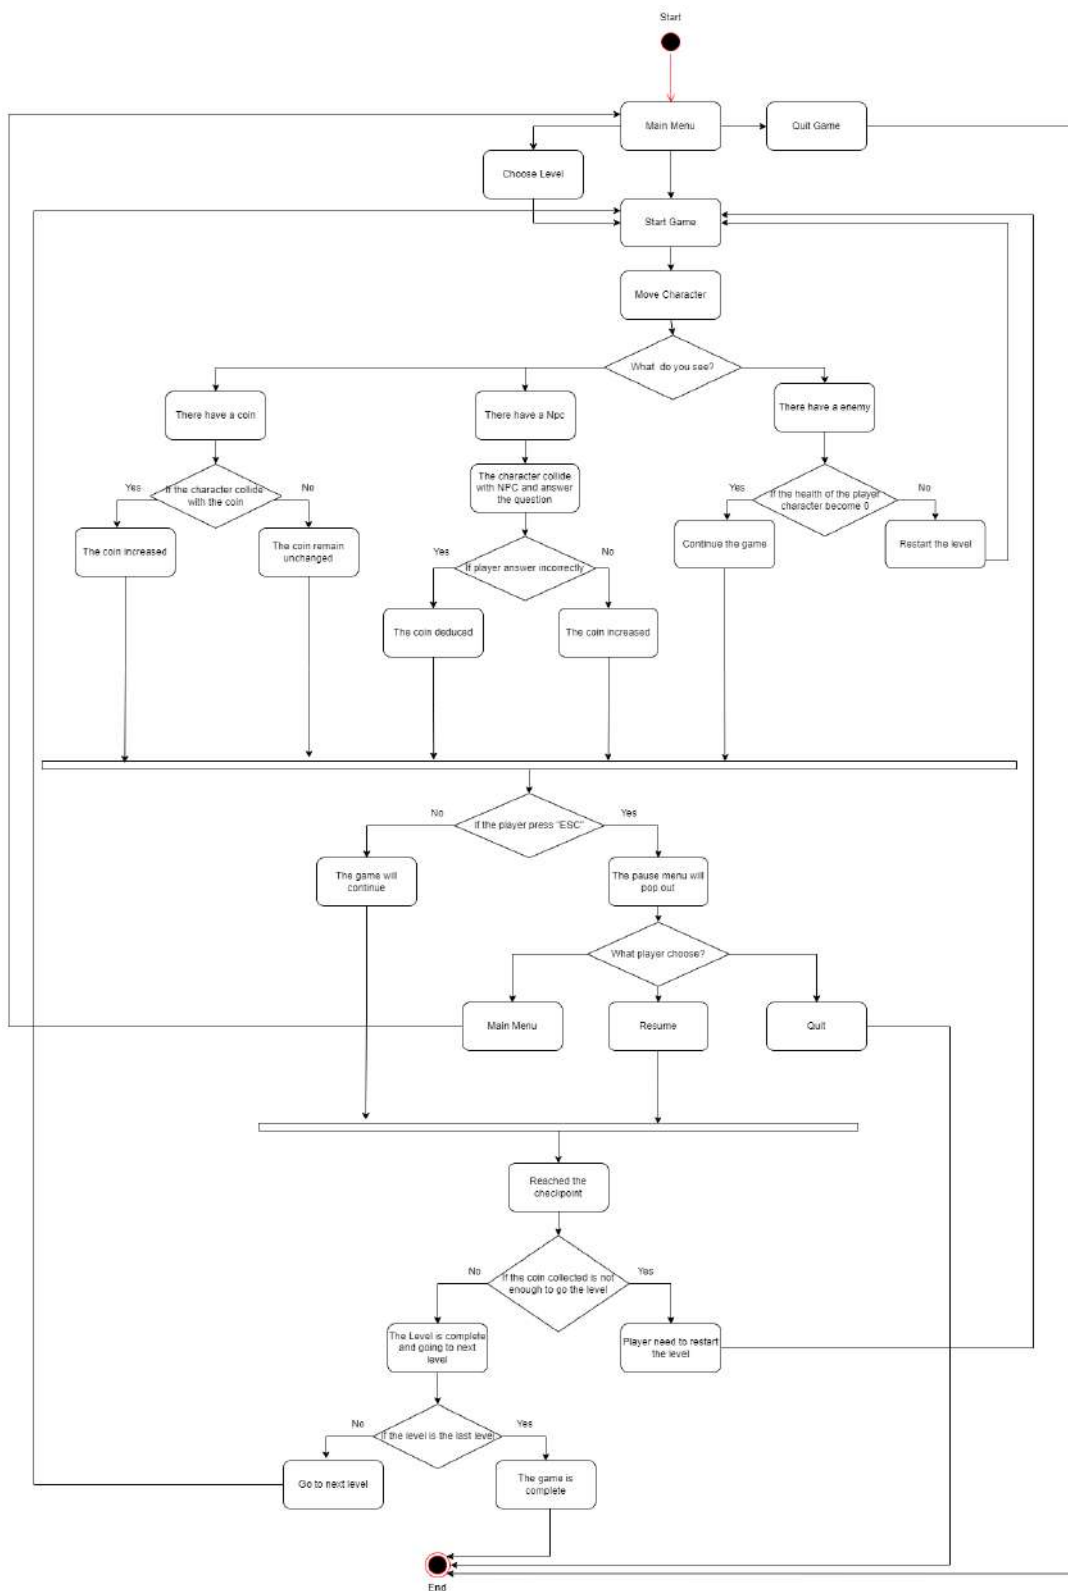 Start
Main Menu
Quit Game
Choose Level
Start Game
Move Character
What do you see?
There have a coin
There have a Npc
There have a enemy
Yes
If the character collide
with the coin
No
The character collide
with NPC and answer
the question
Yes
If the health of the player
character become 0
No
The coin increased
The coin remain
unchanged
Yes
If player answer incorrectly
No
Continue the game
Restart the level
The coin deduced
The coin increased
No
If the player press "ESC"
Yes
The game will
continue
The pause menu will
pop out
What player choose?
Main Menu
Resume
Quit
Reached the
checkpoint
No
If the coin collected is not
enough to go the level
Yes
The Level is complete
and going to next
level
Player need to restart
the level
No
If the level is the last level
Yes
Go to next level
The game is
complete
End